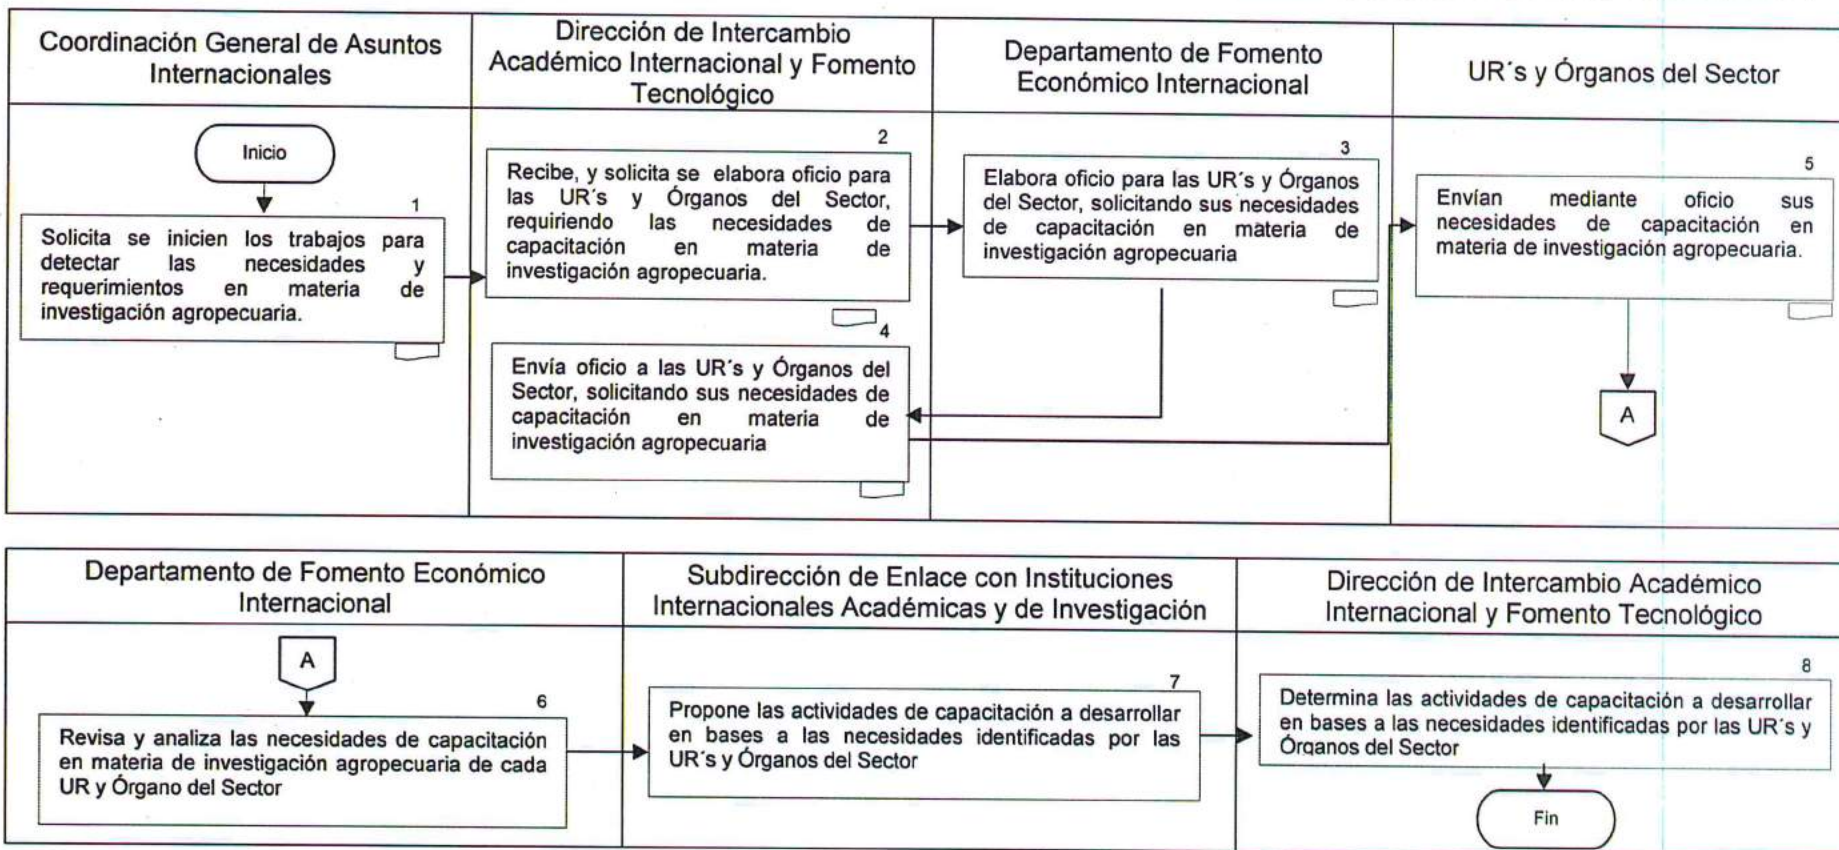 Coordinación General de Asuntos
Internacionales
Dirección de Intercambio
Académico Internacional y Fomento
Tecnológico
Departamento de Fomento
Económico Internacional
UR´s y Órganos del Sector
Inicio
1
Solicita se inicien los trabajos para
detectar las necesidades y
requerimientos en materia de
investigación agropecuaria.
2
Recibe, y solicita se elabora oficio para
las UR´s y Órganos del Sector,
requiriendo las necesidades de
capacitación en materia de
investigación agropecuaria.
3
Elabora oficio para las UR´s y Órganos
del Sector, solicitando sus necesidades
de capacitación en materia de
investigación agropecuaria
4
Envía oficio a las UR´s y Órganos del
Sector, solicitando sus necesidades de
capacitación en materia de
investigación agropecuaria
5
Envían mediante oficio sus
necesidades de capacitación en
materia de investigación agropecuaria.
A
Departamento de Fomento Económico
Internacional
Subdirección de Enlace con Instituciones
Internacionales Académicas y de Investigación
Dirección de Intercambio Académico
Internacional y Fomento Tecnológico
A
6
Revisa y analiza las necesidades de capacitación
en materia de investigación agropecuaria de cada
UR y Órgano del Sector
7
Propone las actividades de capacitación a desarrollar
en bases a las necesidades identificadas por las
UR´s y Órganos del Sector
8
Determina las actividades de capacitación a desarrollar
en bases a las necesidades identificadas por las UR´s y
Órganos del Sector
Fin